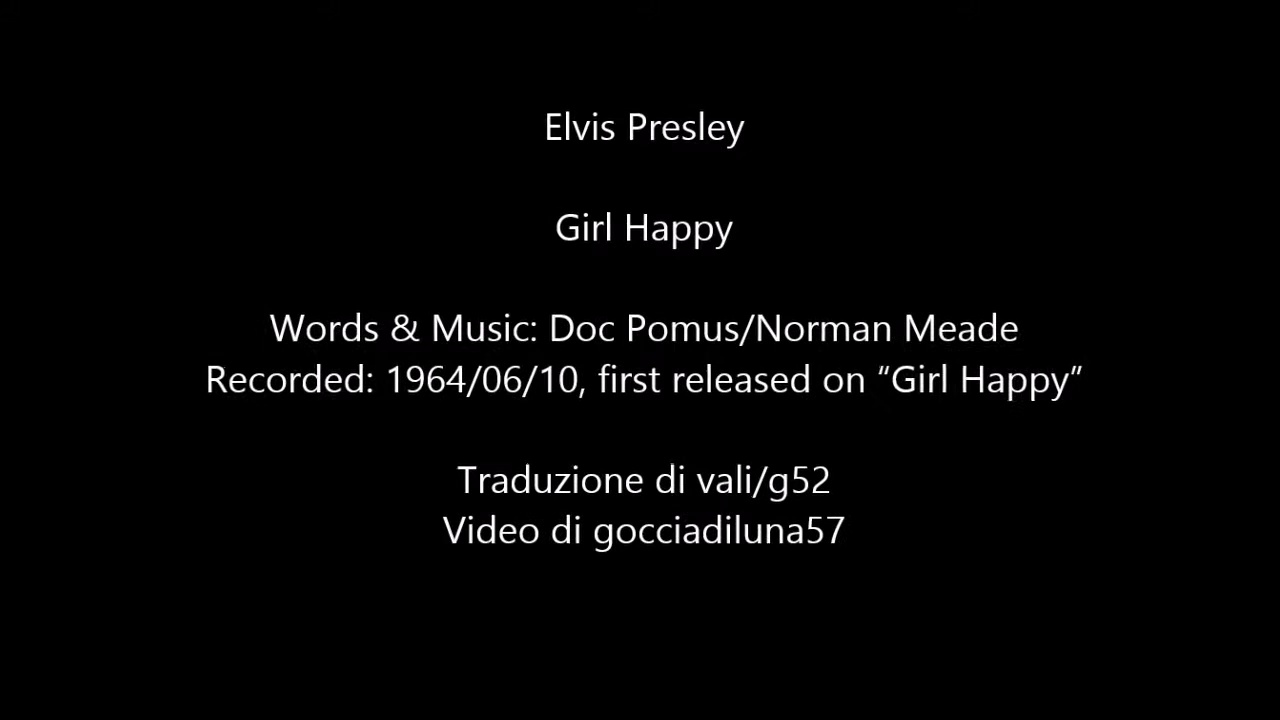 Elvis Presley
Girl Happy
Words & Music: Doc Pomus/Norman Meade
Recorded: 1964/06/10, first released on “Girl Happy”
Traduzione di vali/g52
Video di gocciadiluna57